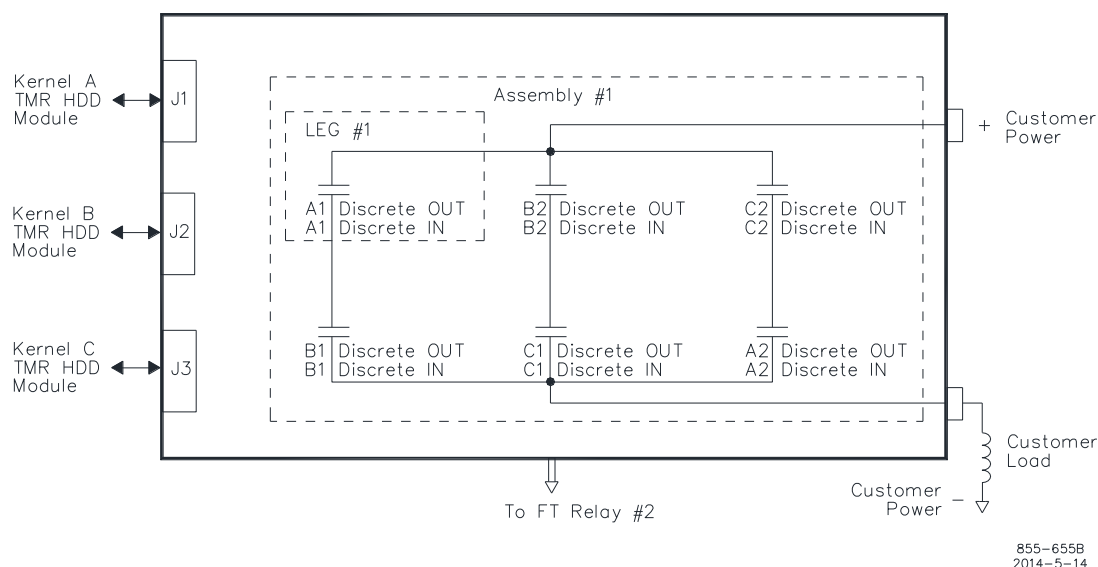 Kernel A
TMR HDD
Module
J1
Kernel B
TMR HDD
Module
J2
Kernel C
TMR HDD
Module
J3
Assembly #1
LEG #1
A1 Discrete OUT
A1 Discrete IN
B2 Discrete OUT
B2 Discrete IN
C2 Discrete OUT
C2 Discrete IN
B1 Discrete OUT
B1 Discrete IN
C1 Discrete OUT
C1 Discrete IN
A2 Discrete OUT
A2 Discrete IN
+ Customer
Power
Customer
Load
Customer
Power –
To FT Relay #2
855-655B
2014-5-14